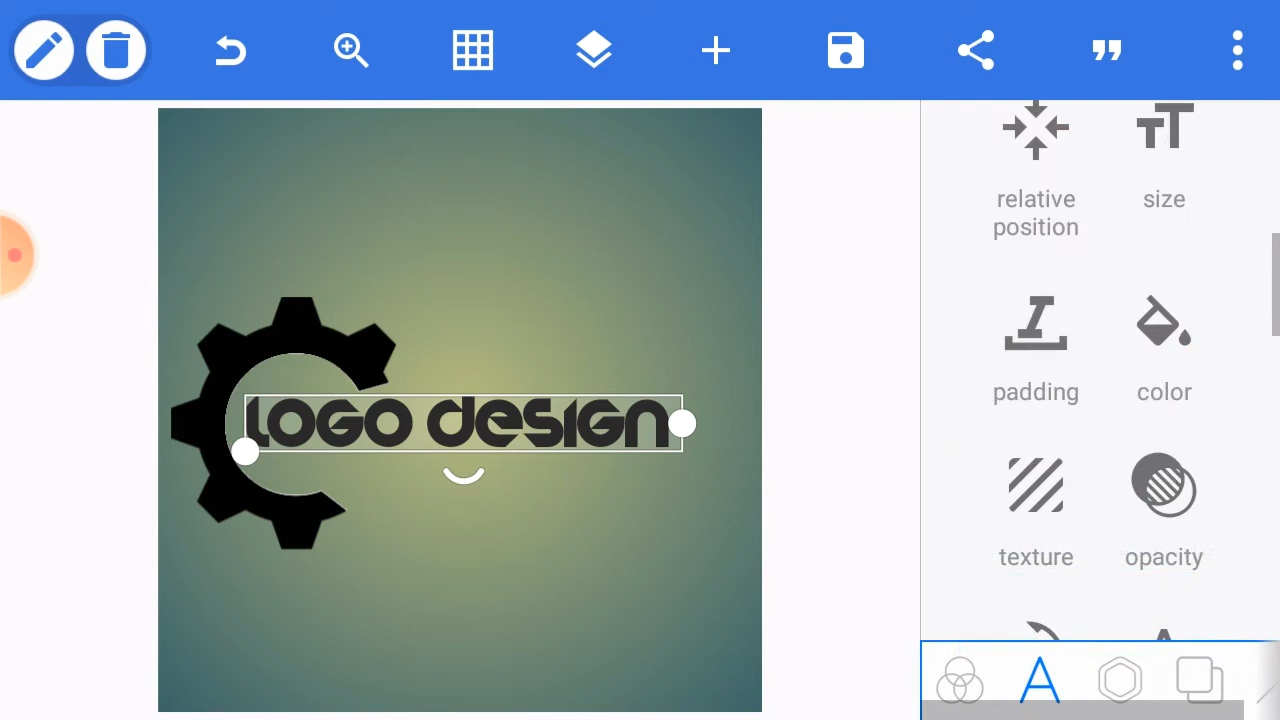 relative position
size
LOGO design
padding
color
texture
opacity